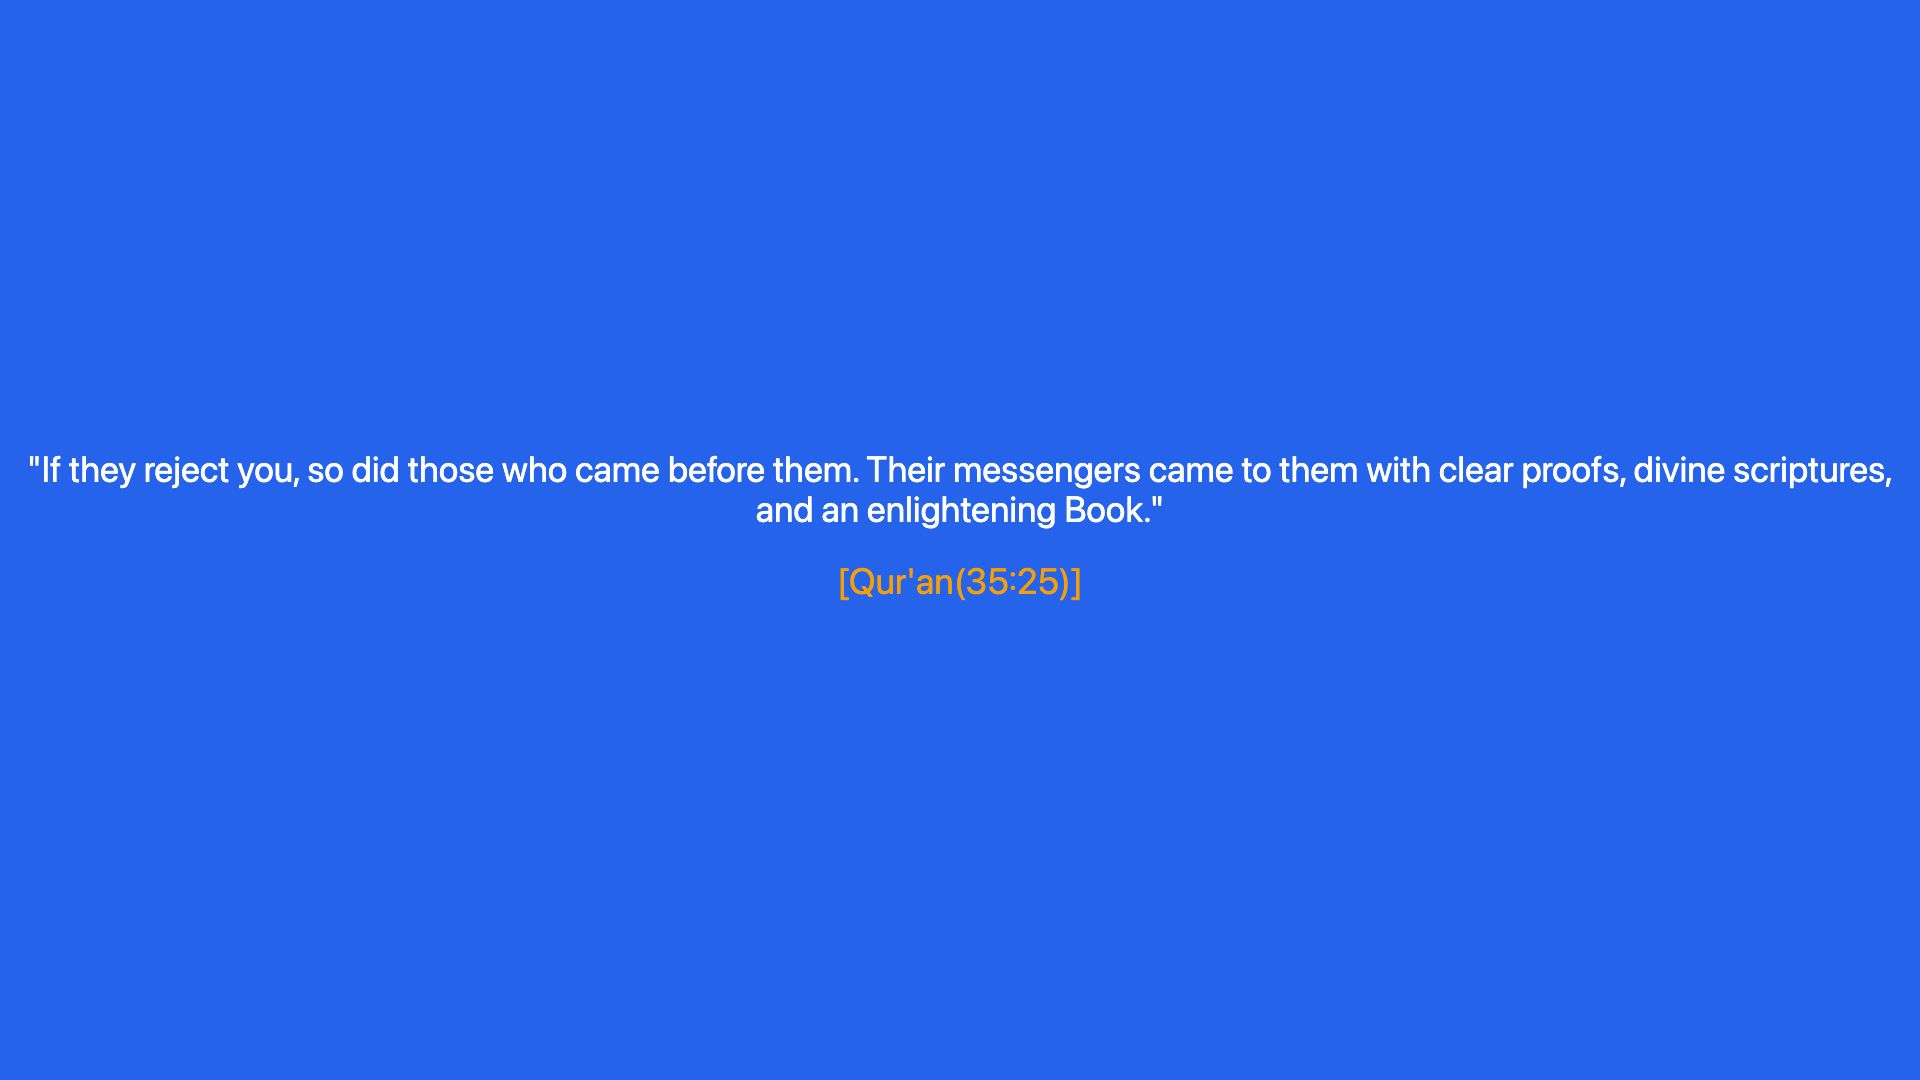 "If they reject you, so did those who came before them. Their messengers came to them with clear proofs, divine scriptures,
and an enlightening Book."
[Qur'an(35:25)]